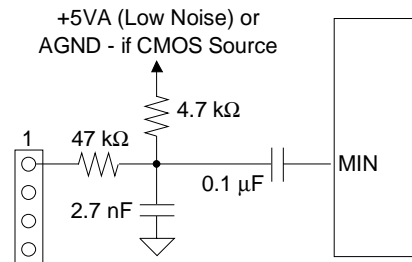 +5VA (Low Noise) or
AGND - if CMOS Source
4.7 kΩ
1
47 kΩ
MIN
0.1 μF
2.7 nF